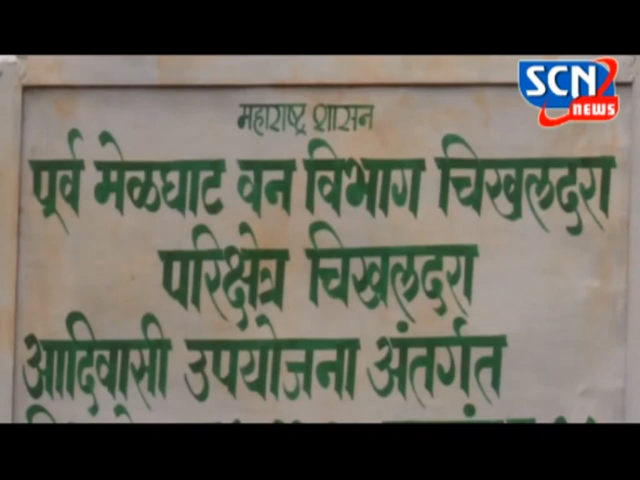 SCN
NEWS
महाराष्ट्र शासन
पूर्व मेळघाट वन विभाग चिखलदरा
परिक्षेत्र चिखलदरा
आदिवासी उपयोजना अंतर्गत